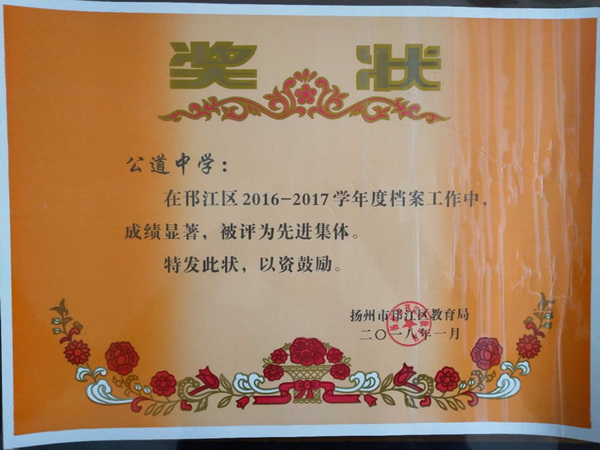 奖 状
公道中学：
在邗江区2016-2017学年度档案工作中,
成绩显著，被评为先进集体。
特发此状，以资鼓励。
扬州市邗江区教育局
二〇一八年一月